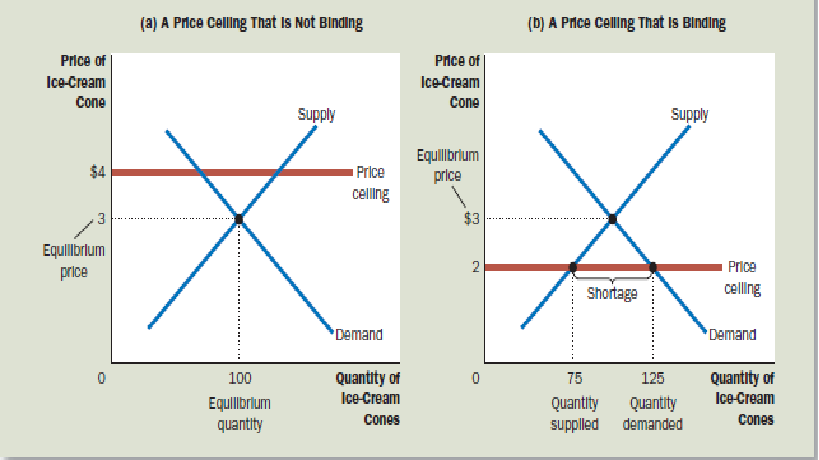 (a) A Price Ceiling That Is Not Binding
Price of
Ice-Cream
Cone
Supply
$4
Price
ceiling
3
Equilibrium
price
Demand
0
100
Quantity of
Ice-Cream
Cones
Equilibrium
quantity
(b) A Price Ceiling That Is Binding
Price of
Ice-Cream
Cone
Supply
Equilibrium
price
$3
2
Price
ceiling
Shortage
Demand
0
75
125
Quantity of
Ice-Cream
Cones
Quantity
supplied
Quantity
demanded